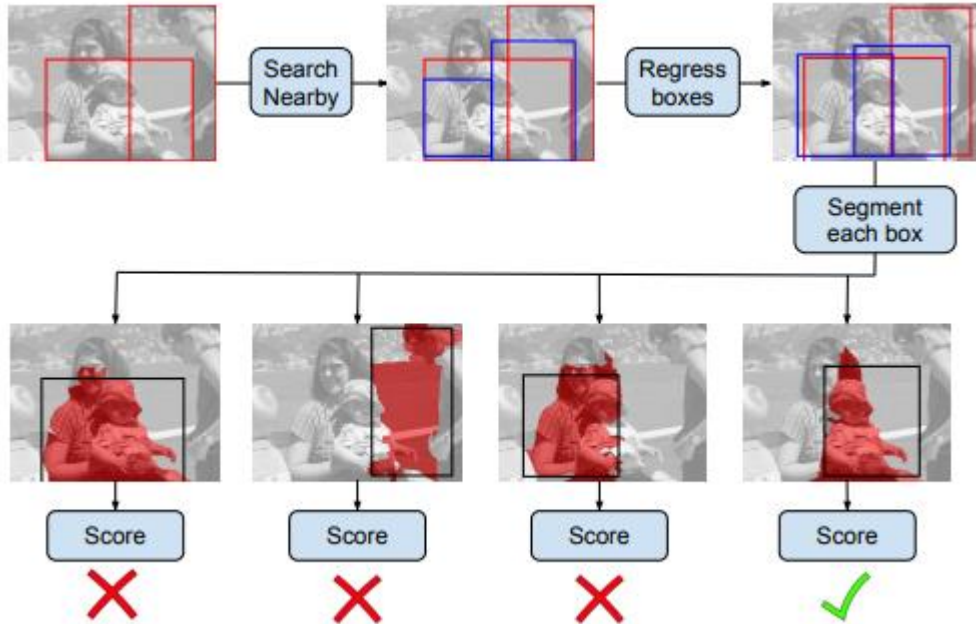 Search
Nearby
Regress
boxes
Segment
each box
Score
Score
Score
Score